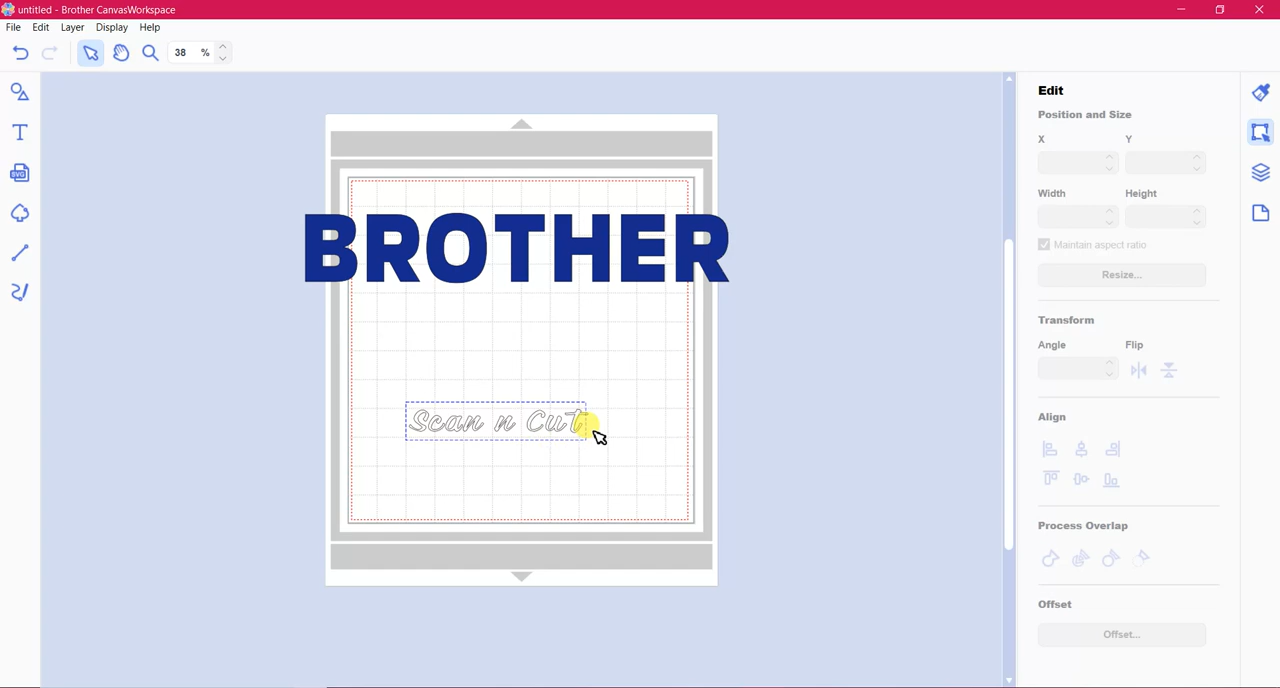 untitled - Brother CanvasWorkspace
File Edit Layer Display Help
38 %
T
SVG
BROTHER
Scan n Cut
Edit
Position and Size
X Y
Width Height
Maintain aspect ratio
Resize...
Transform
Angle Flip
Align
Process Overlap
Offset
Offset...